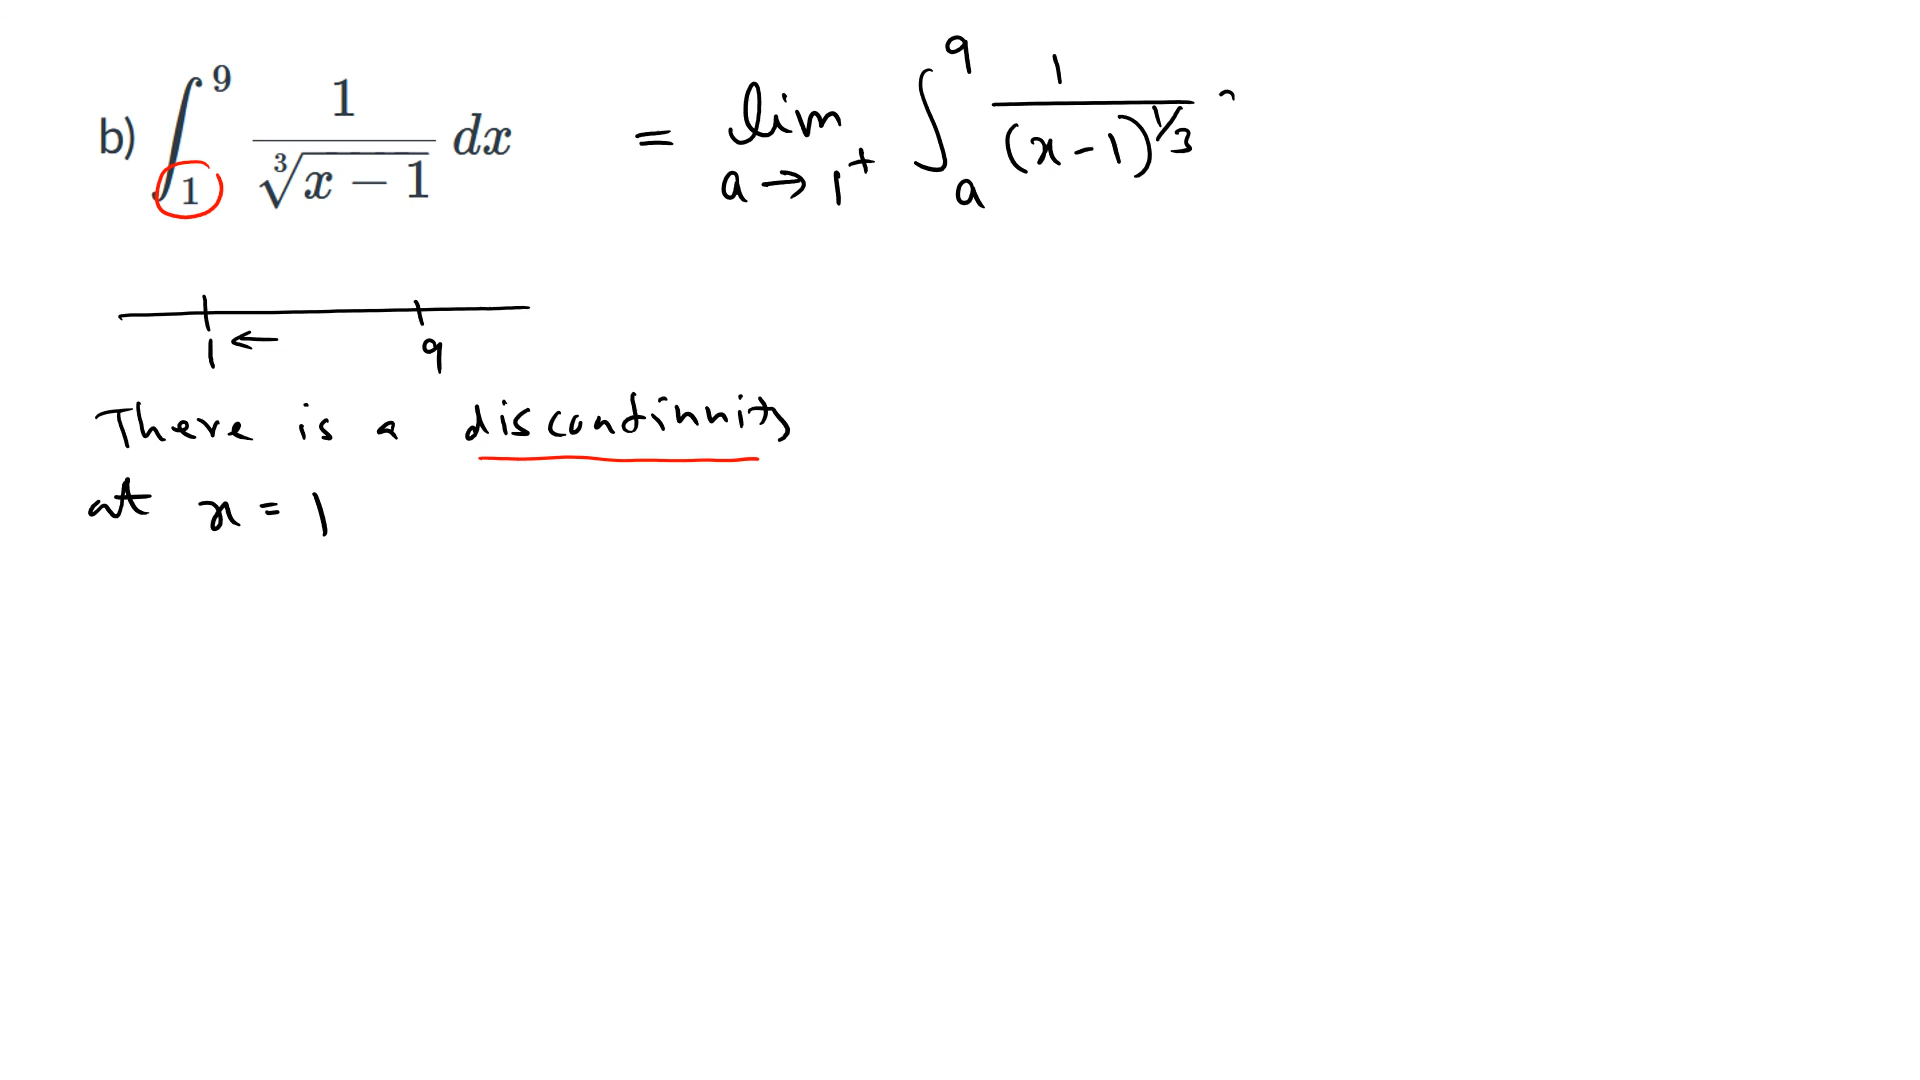 b) ∫₁⁹ 1/∛(x − 1) dx = lim a → 1⁺ ∫ₐ⁹ 1/(x − 1)^(1/3)
1 ← 9
There is a discontinuity
at x = 1